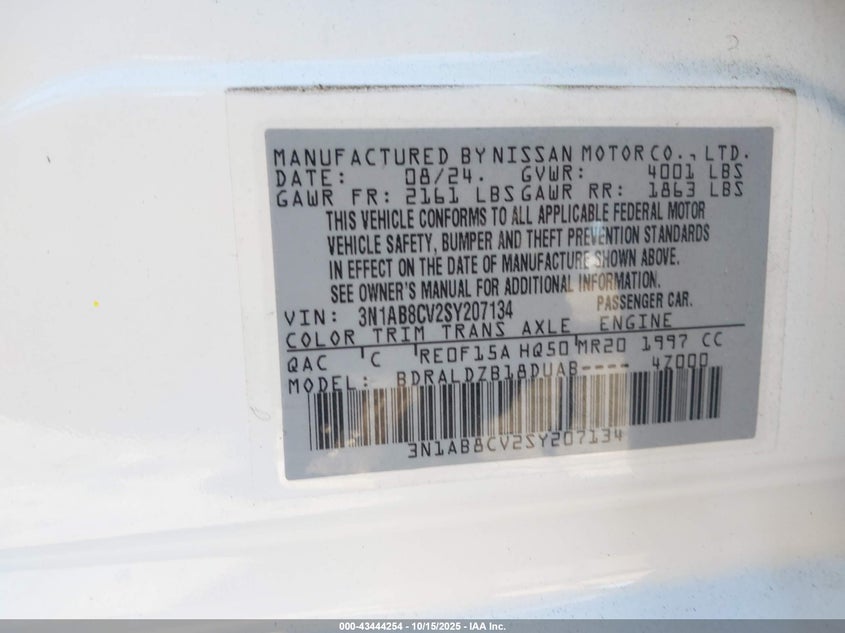 MANUFACTURED BY NISSAN MOTOR CO., LTD.
DATE: 08/24. GVWR: 4001 LBS
GAWR FR: 2161 LBS GAWR RR: 1863 LBS
THIS VEHICLE CONFORMS TO ALL APPLICABLE FEDERAL MOTOR
VEHICLE SAFETY, BUMPER AND THEFT PREVENTION STANDARDS
IN EFFECT ON THE DATE OF MANUFACTURE SHOWN ABOVE.
SEE OWNER'S MANUAL FOR ADDITIONAL INFORMATION.
PASSENGER CAR.
VIN: 3N1AB8CV2SY207134
COLOR TRIM TRANS AXLE ENGINE
QAC C RE0F15A HQ50 MR20 1997 CC
MODEL: BDRALDZB18DUAB---- 47000
3N1AB8CV2SY207134
000-43444254 - 10/15/2025 - IAA Inc.